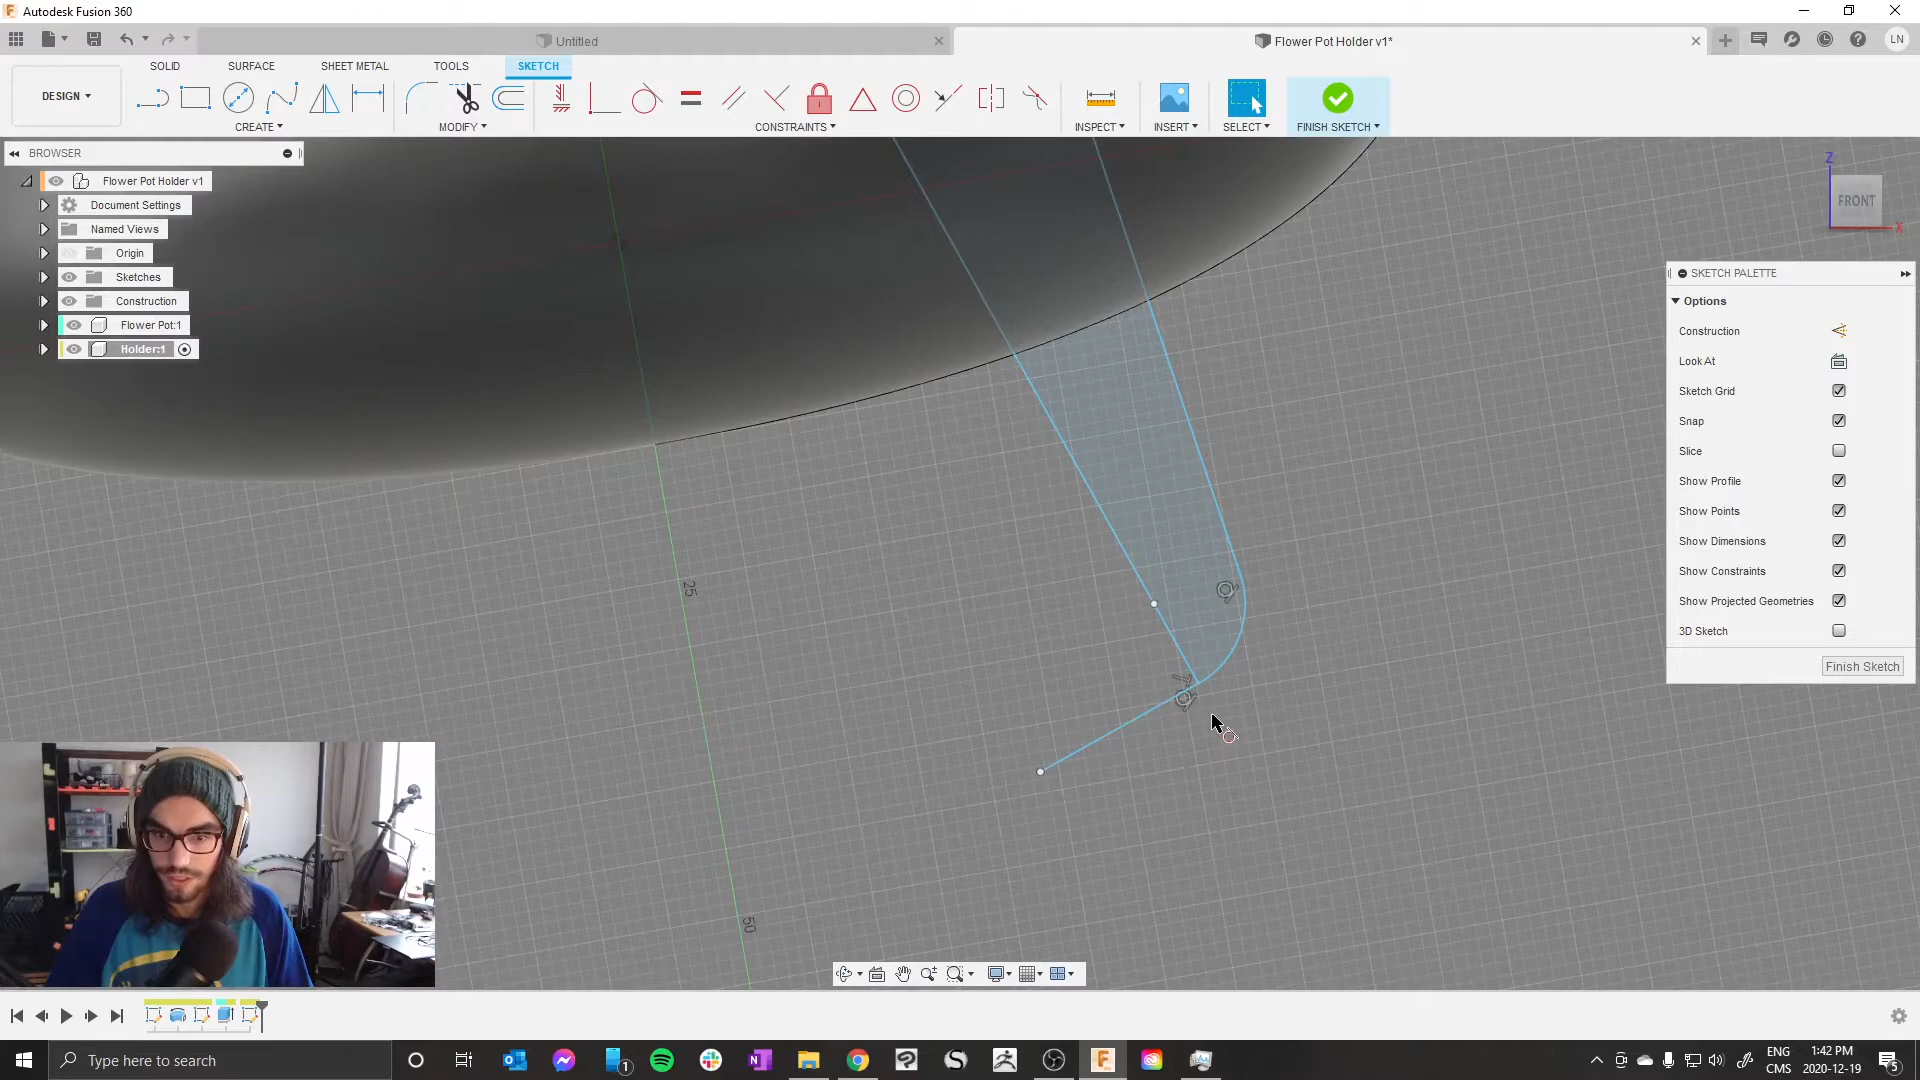 Autodesk Fusion 360
Untitled
Flower Pot Holder v1*
LN
SOLID SURFACE SHEET METAL TOOLS SKETCH
DESIGN
CREATE MODIFY CONSTRAINTS INSPECT INSERT SELECT FINISH SKETCH
BROWSER
Flower Pot Holder v1
Document Settings
Named Views
Origin
Sketches
Construction
Flower Pot:1
Holder:1
Z
FRONT
X
SKETCH PALETTE
Options
Construction
Look At
Sketch Grid
Snap
Slice
Show Profile
Show Points
Show Dimensions
Show Constraints
Show Projected Geometries
3D Sketch
Finish Sketch
25
50
Type here to search
1
ENG
CMS
1:42 PM
2020-12-19
5